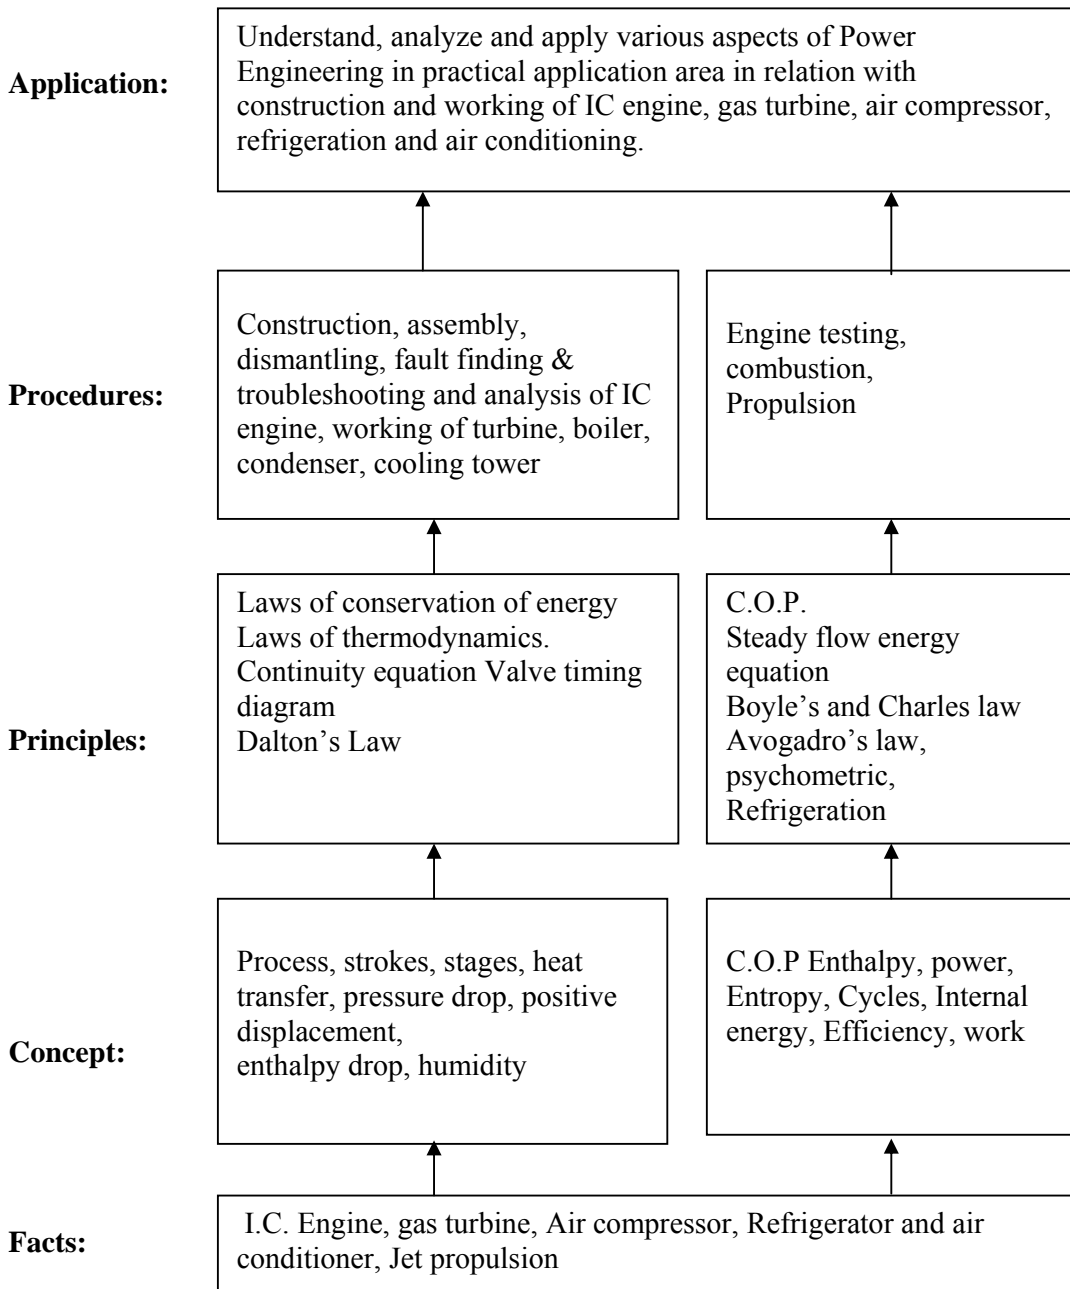 Application:
Understand, analyze and apply various aspects of Power
Engineering in practical application area in relation with
construction and working of IC engine, gas turbine, air compressor,
refrigeration and air conditioning.
Procedures:
Construction, assembly,
dismantling, fault finding &
troubleshooting and analysis of IC
engine, working of turbine, boiler,
condenser, cooling tower
Engine testing,
combustion,
Propulsion
Principles:
Laws of conservation of energy
Laws of thermodynamics.
Continuity equation Valve timing
diagram
Dalton’s Law
C.O.P.
Steady flow energy
equation
Boyle’s and Charles law
Avogadro’s law,
psychometric,
Refrigeration
Concept:
Process, strokes, stages, heat
transfer, pressure drop, positive
displacement,
enthalpy drop, humidity
C.O.P Enthalpy, power,
Entropy, Cycles, Internal
energy, Efficiency, work
Facts:
I.C. Engine, gas turbine, Air compressor, Refrigerator and air
conditioner, Jet propulsion